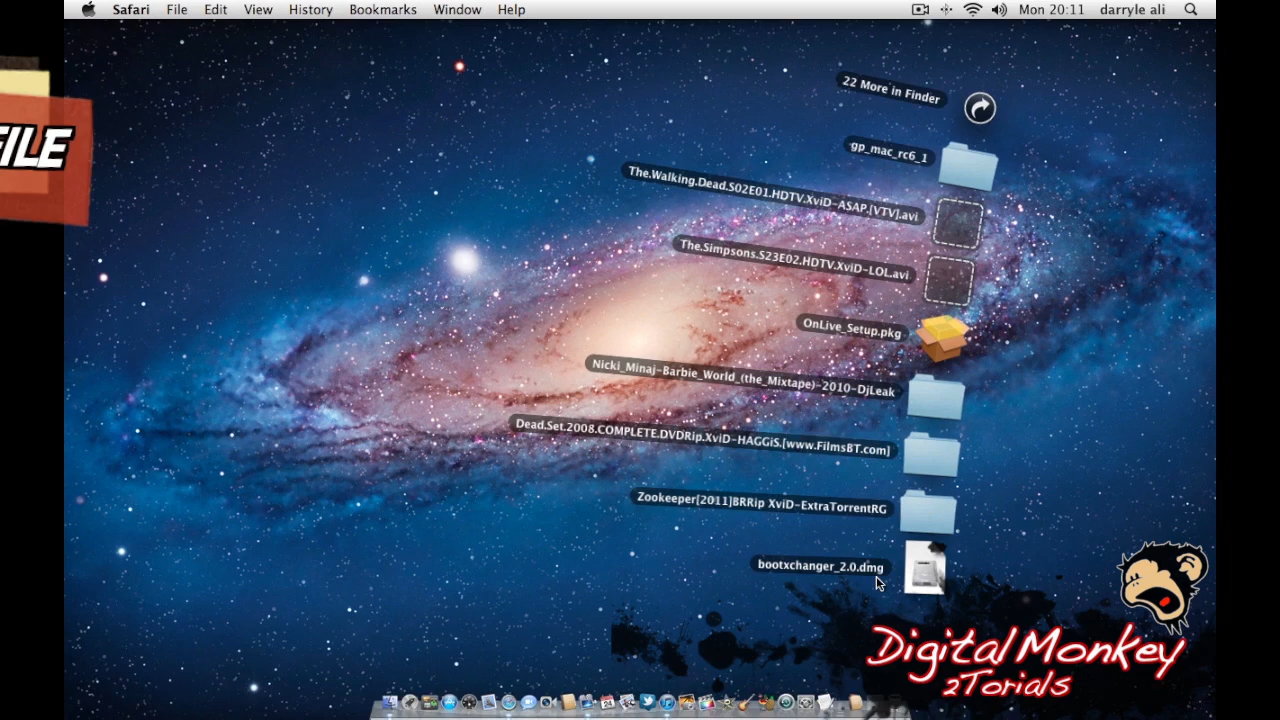 Safari File Edit View History Bookmarks Window Help Mon 20:11 darryle ali
FILE
22 More in Finder
gp_mac_rc6_1
The.Walking.Dead.S02E01.HDTV.XviD-ASAP.[VTV].avi
The.Simpsons.S23E02.HDTV.XviD-LOL.avi
OnLive_Setup.pkg
Nicki_Minaj-Barbie_World_(the_Mixtape)-2010-DjLeak
Dead.Set.2008.COMPLETE.DVDRip.XviD-HAGGiS.[www.FilmsBT.com]
Zookeeper[2011]BRRip XviD-ExtraTorrentRG
bootxchanger_2.0.dmg
Digital Monkey
2Torials